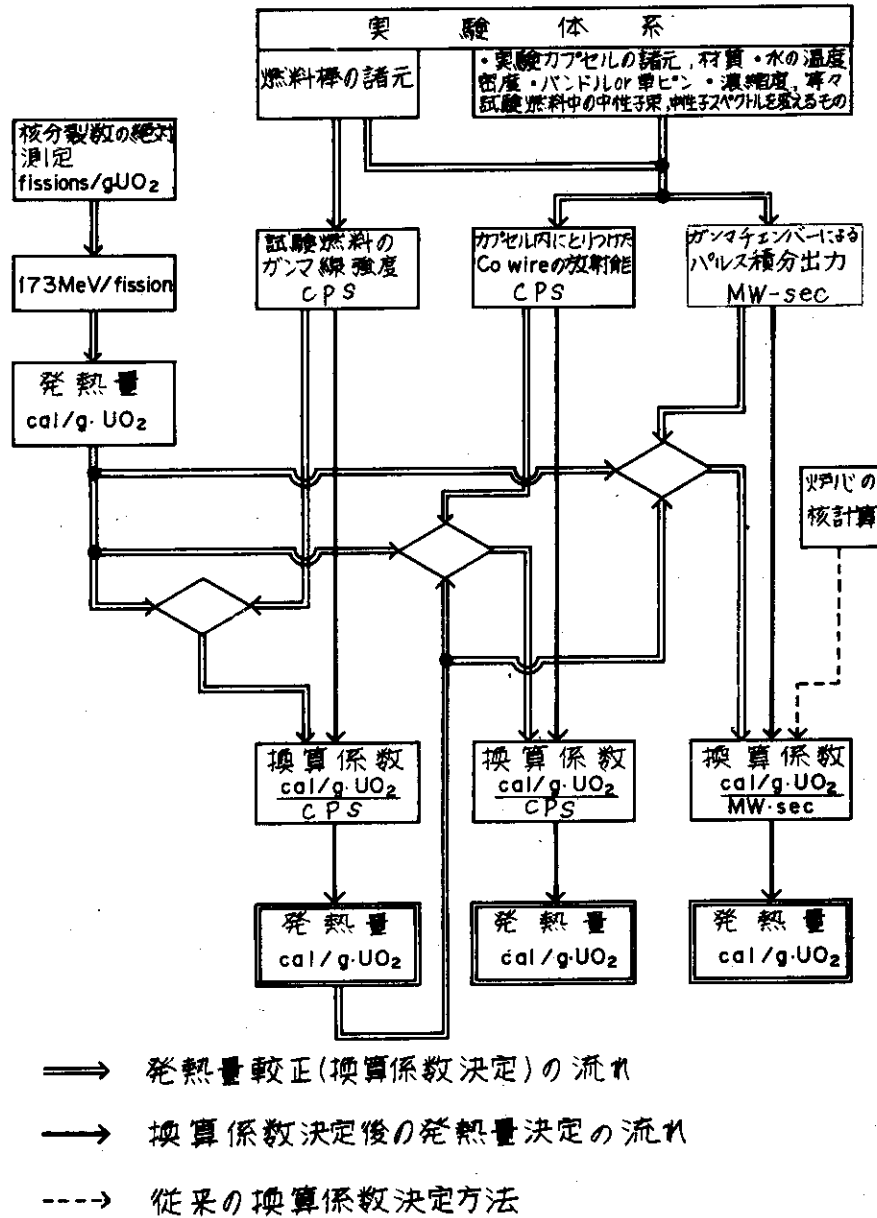 実験体系
燃料棒の諸元
・実験カプセルの諸元,材質・水の温度
密度・バンドルor単ピン・濃縮度,等々
試験燃料中の中性子束,中性子スペクトルを変えるもの
核分裂数の絶対
測定
fissions/gUO₂
173MeV/fission
発熱量
cal/g·UO₂
試験燃料の
ガンマ線強度
CPS
カプセル内にとりつけた
Co wireの放射能
CPS
ガンマチェンバーによる
パルス積分出力
MW-sec
炉心の
核計算
換算係数
cal/g·UO₂
CPS
換算係数
cal/g·UO₂
CPS
換算係数
cal/g·UO₂
MW·sec
発熱量
cal/g·UO₂
発熱量
cal/g·UO₂
発熱量
cal/g·UO₂
発熱量較正(換算係数決定)の流れ
換算係数決定後の発熱量決定の流れ
従来の換算係数決定方法